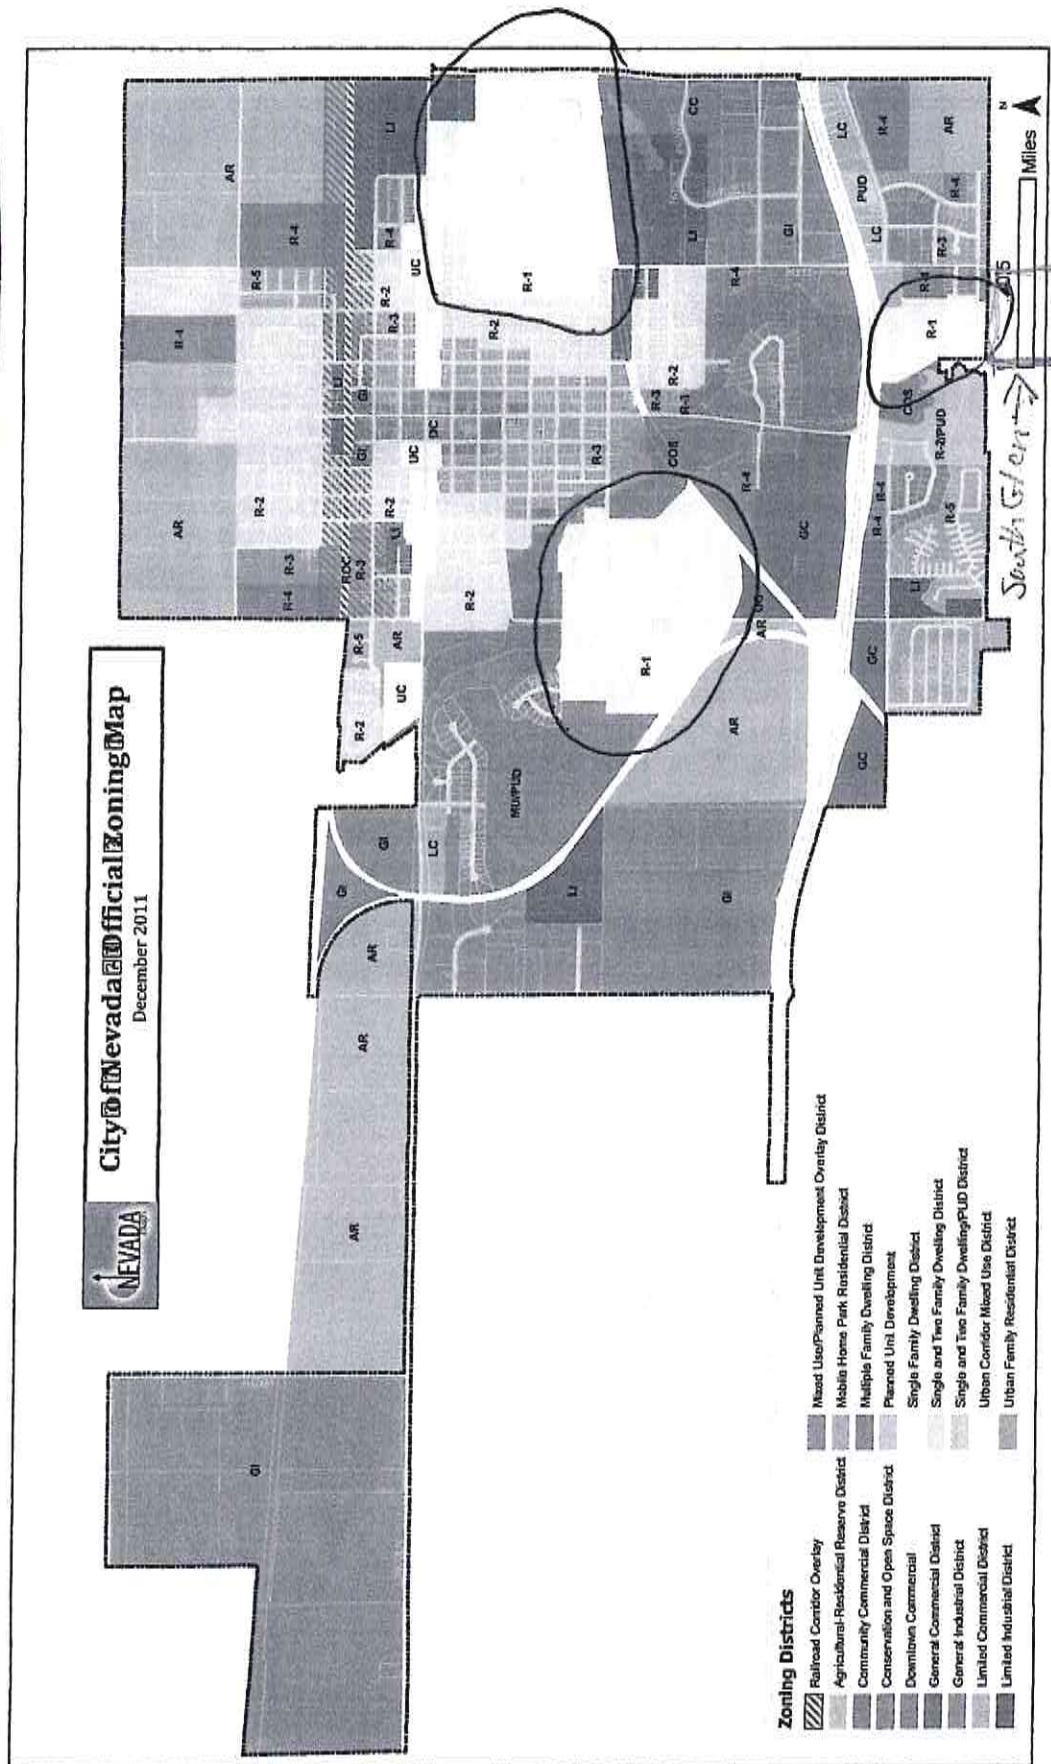 City of Nevada Official Zoning Map
December 2011
NEVADA
GI
AR
AR
AR
GI
GI
LC
MU/PUD
LI
GI
R-2
UC
R-5
AR
AR
R-4
R-3
R-2
RDC
R-3
R-2
LI
UC
GI
DC
R-2
R-1
AR
AR
GC
GC
GC
R-4
R-5
AR
R-4
R-4
R-5
LI
GI
R-3
R-2
R-4
UC
LI
R-2
R-1
R-3
COS
R-3
R-2
R-4
R-4
LI
CC
GI
LC
R-4
AR
PUD
LC
R-4
R-3
R-1
COS
R-2/PUD
R-4
LI
South Glen
N
Miles
Zoning Districts
Railroad Corridor Overlay
Agricultural-Residential Reserve District
Community Commercial District
Conservation and Open Space District
Downtown Commercial
General Commercial District
General Industrial District
Limited Commercial District
Limited Industrial District
Mixed Use/Planned Unit Development Overlay District
Mobile Home Park Residential District
Multiple Family Dwelling District
Planned Unit Development
Single Family Dwelling District
Single and Two Family Dwelling District
Single and Two Family Dwelling/PUD District
Urban Corridor Mixed Use District
Urban Family Residential District